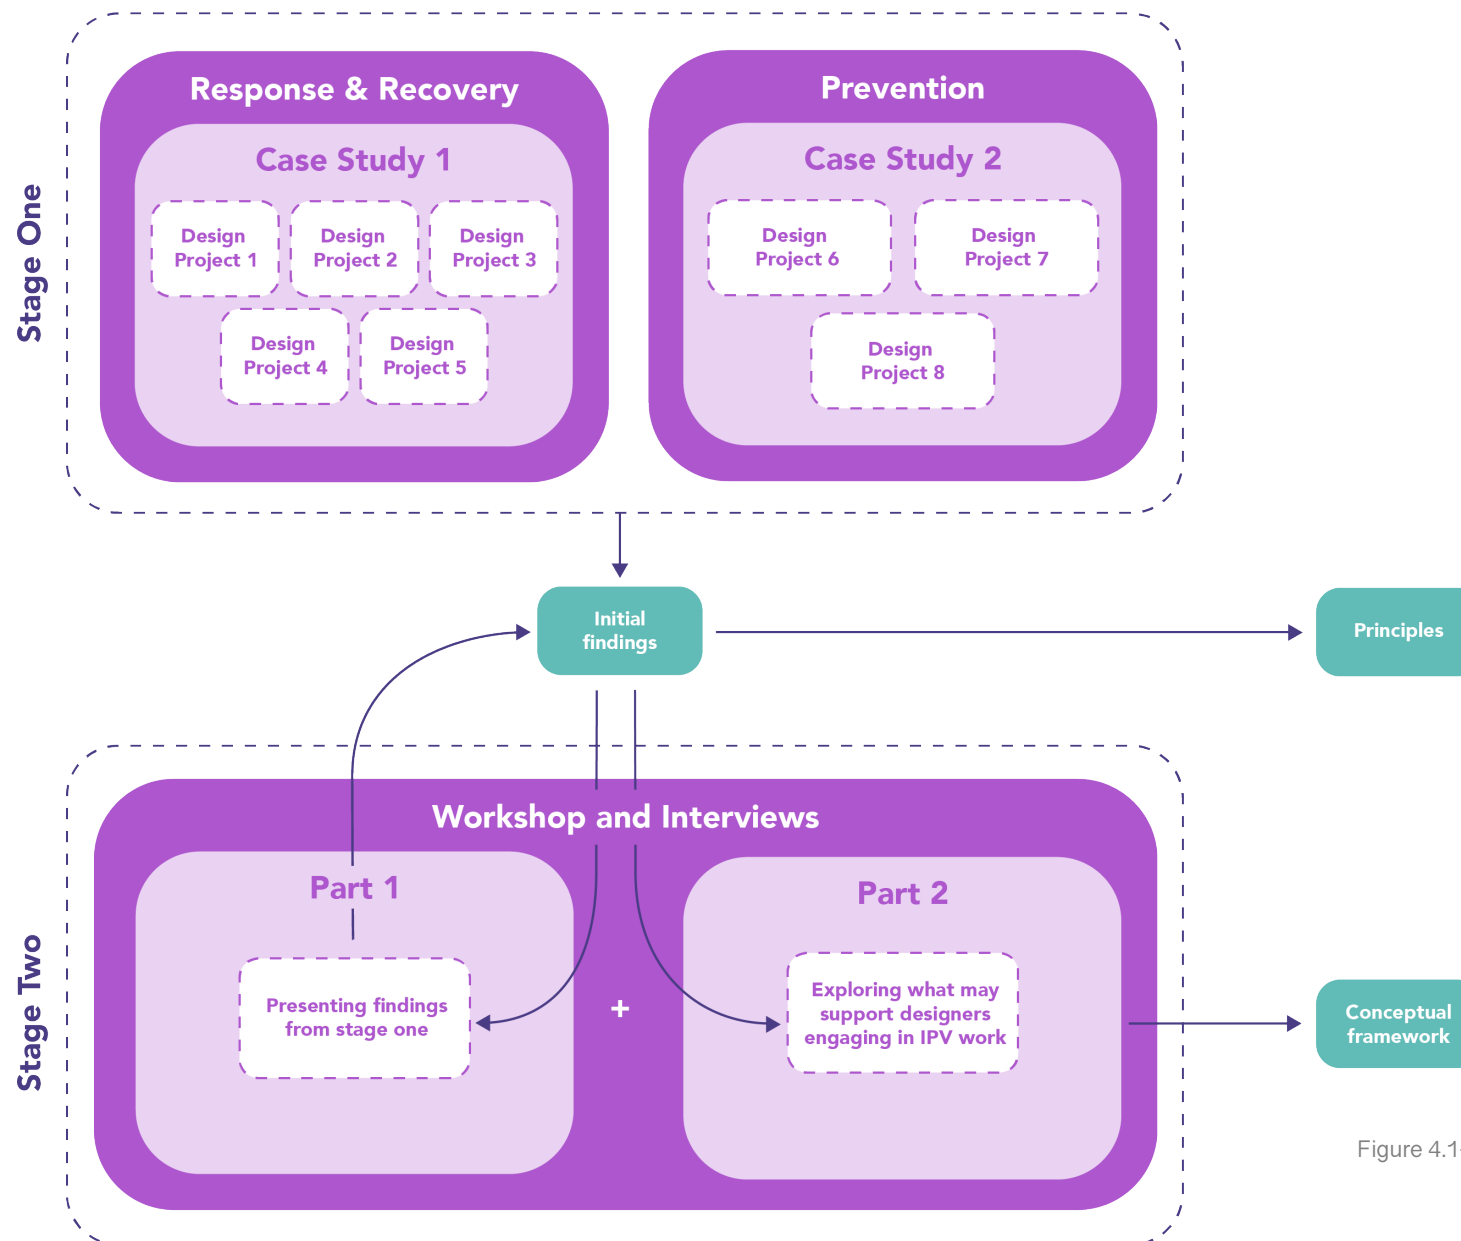 Stage One
Response & Recovery
Case Study 1
Design
Project 1
Design
Project 2
Design
Project 3
Design
Project 4
Design
Project 5
Prevention
Case Study 2
Design
Project 6
Design
Project 7
Design
Project 8
Initial
findings
Principles
Stage Two
Workshop and Interviews
Part 1
Presenting findings
from stage one
+
Part 2
Exploring what may
support designers
engaging in IPV work
Conceptual
framework
Figure 4.1